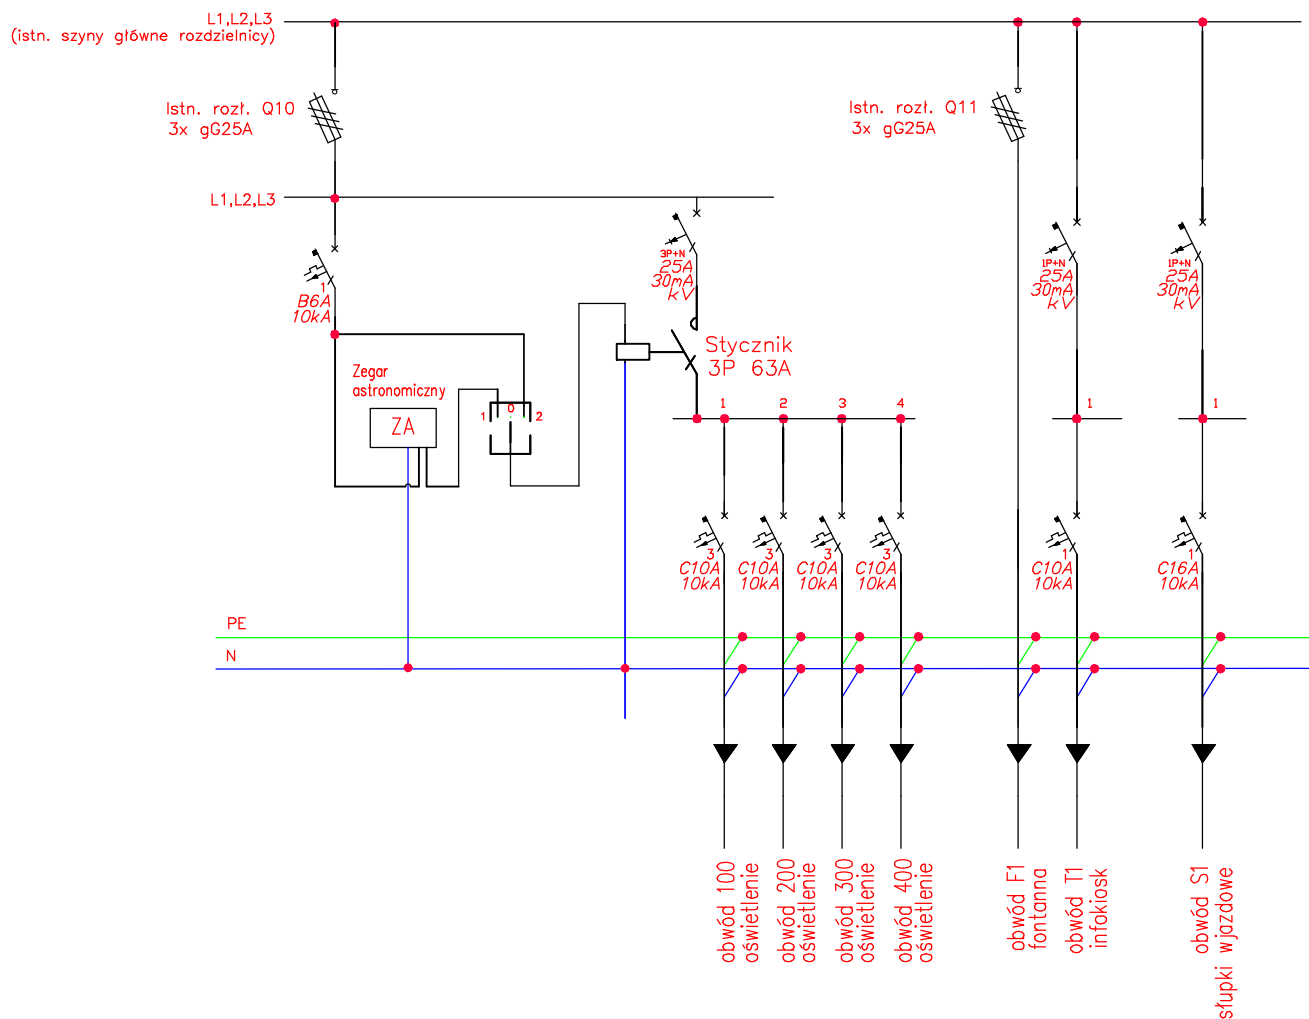 L1,L2,L3
(istn. szyny główne rozdzielnicy)
Istn. rozł. Q10
3x gG25A
Istn. rozł. Q11
3x gG25A
L1,L2,L3
3P+N
25A
30mA
kV
1P+N
25A
30mA
kV
1P+N
25A
30mA
kV
1
B6A
10kA
Stycznik
3P 63A
Zegar
astronomiczny
ZA
1
0
2
1
2
3
4
1
1
3
C10A
10kA
3
C10A
10kA
3
C10A
10kA
3
C10A
10kA
1
C10A
10kA
1
C16A
10kA
PE
N
obwód 100
oświetlenie
obwód 200
oświetlenie
obwód 300
oświetlenie
obwód 400
oświetlenie
obwód F1
fontanna
obwód T1
infokiosk
obwód S1
słupki wjazdowe